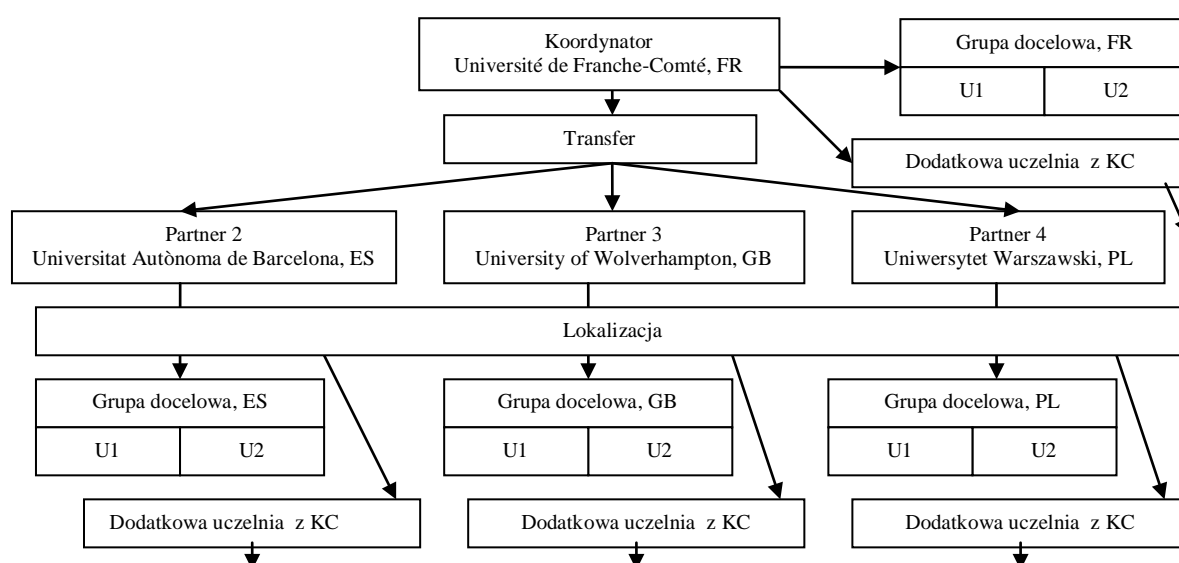 Koordynator
Université de Franche-Comté, FR
Grupa docelowa, FR
U1
U2
Transfer
Dodatkowa uczelnia z KC
Partner 2
Universitat Autònoma de Barcelona, ES
Partner 3
University of Wolverhampton, GB
Partner 4
Uniwersytet Warszawski, PL
Lokalizacja
Grupa docelowa, ES
U1
U2
Grupa docelowa, GB
U1
U2
Grupa docelowa, PL
U1
U2
Dodatkowa uczelnia z KC
Dodatkowa uczelnia z KC
Dodatkowa uczelnia z KC